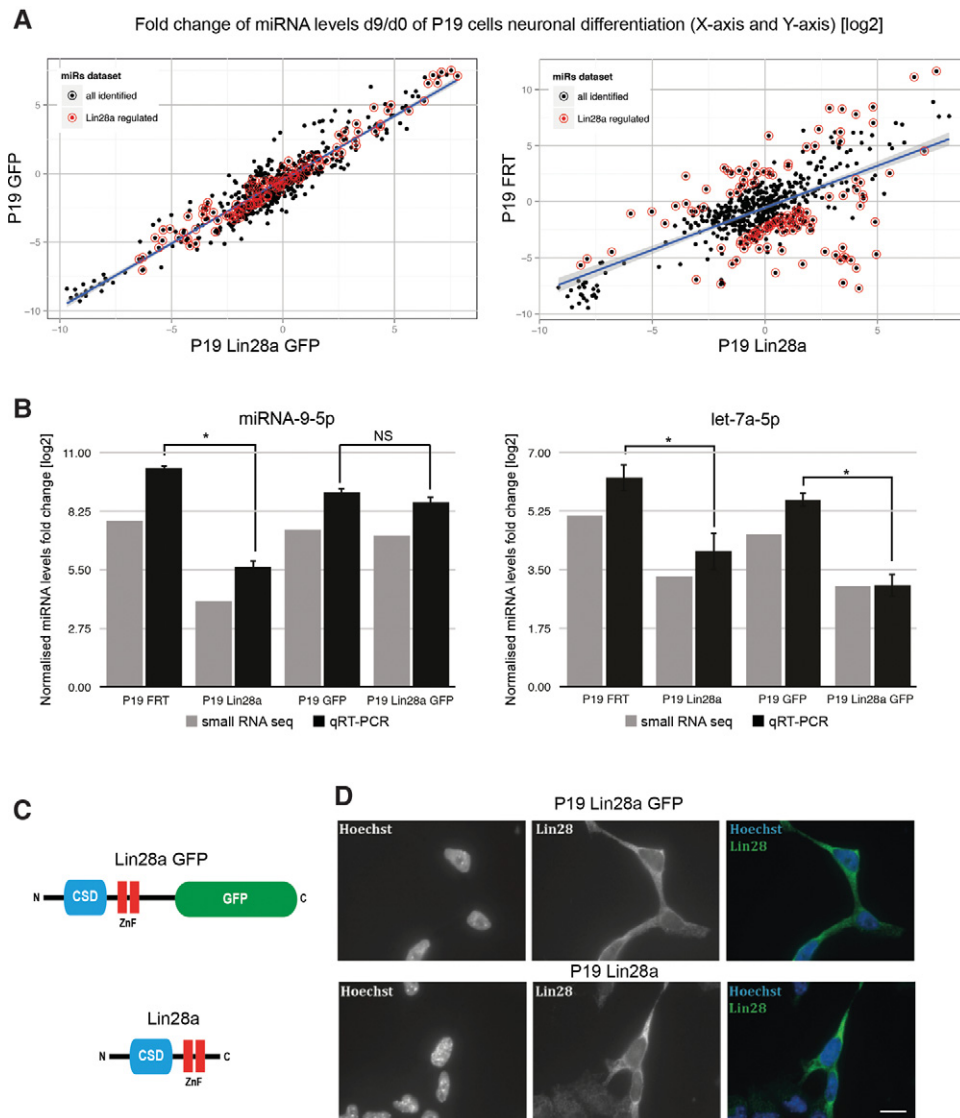 A
Fold change of miRNA levels d9/d0 of P19 cells neuronal differentiation (X-axis and Y-axis) [log2]
miRs dataset
all identified
Lin28a regulated
P19 GFP
5
0
−5
−10
−10
−5
0
5
P19 Lin28a GFP
miRs dataset
all identified
Lin28a regulated
P19 FRT
10
5
0
−5
−10
−10
−5
0
5
P19 Lin28a
B
miRNA-9-5p
Normalised miRNA levels fold change [log2]
11.00
8.25
5.50
2.75
0.00
*
NS
P19 FRT
P19 Lin28a
P19 GFP
P19 Lin28a GFP
small RNA seq
qRT-PCR
let-7a-5p
Normalised miRNA levels fold change [log2]
7.00
5.25
3.50
1.75
0.00
*
*
P19 FRT
P19 Lin28a
P19 GFP
P19 Lin28a GFP
small RNA seq
qRT-PCR
C
Lin28a GFP
N
CSD
ZnF
GFP
C
Lin28a
N
CSD
ZnF
C
D
P19 Lin28a GFP
Hoechst
Lin28
Hoechst
Lin28
P19 Lin28a
Hoechst
Lin28
Hoechst
Lin28